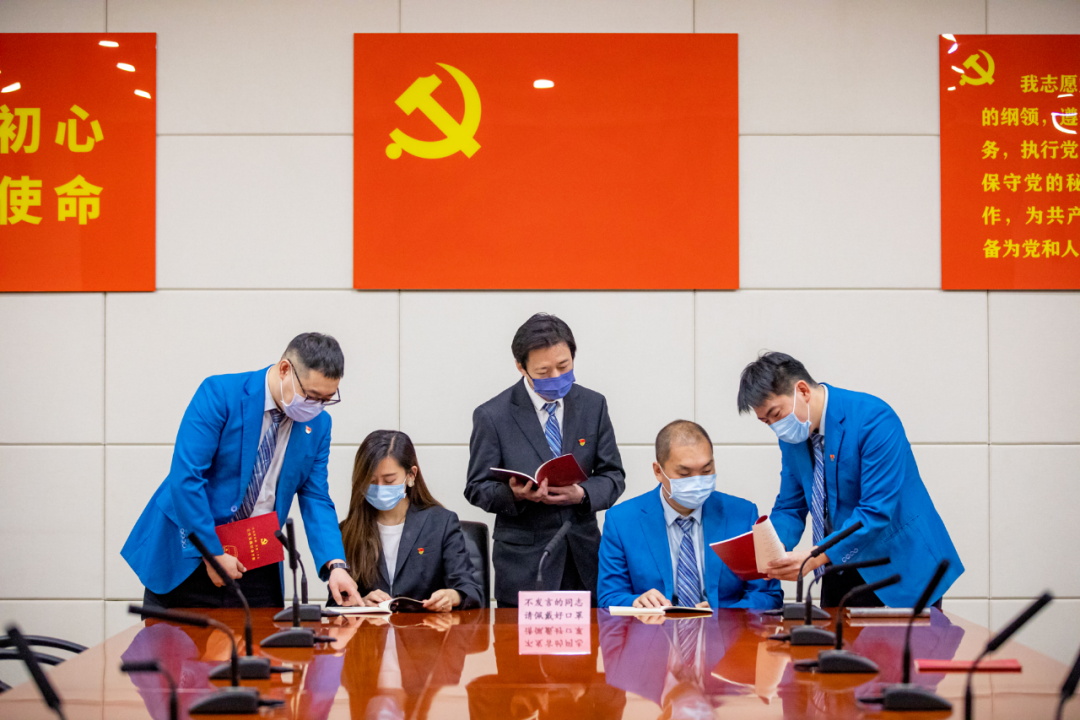 初心
使命
我志愿
的纲领，遵
务，执行党
保守党的秘
作，为共产
备为党和人
不发言的同志
请佩戴好口罩